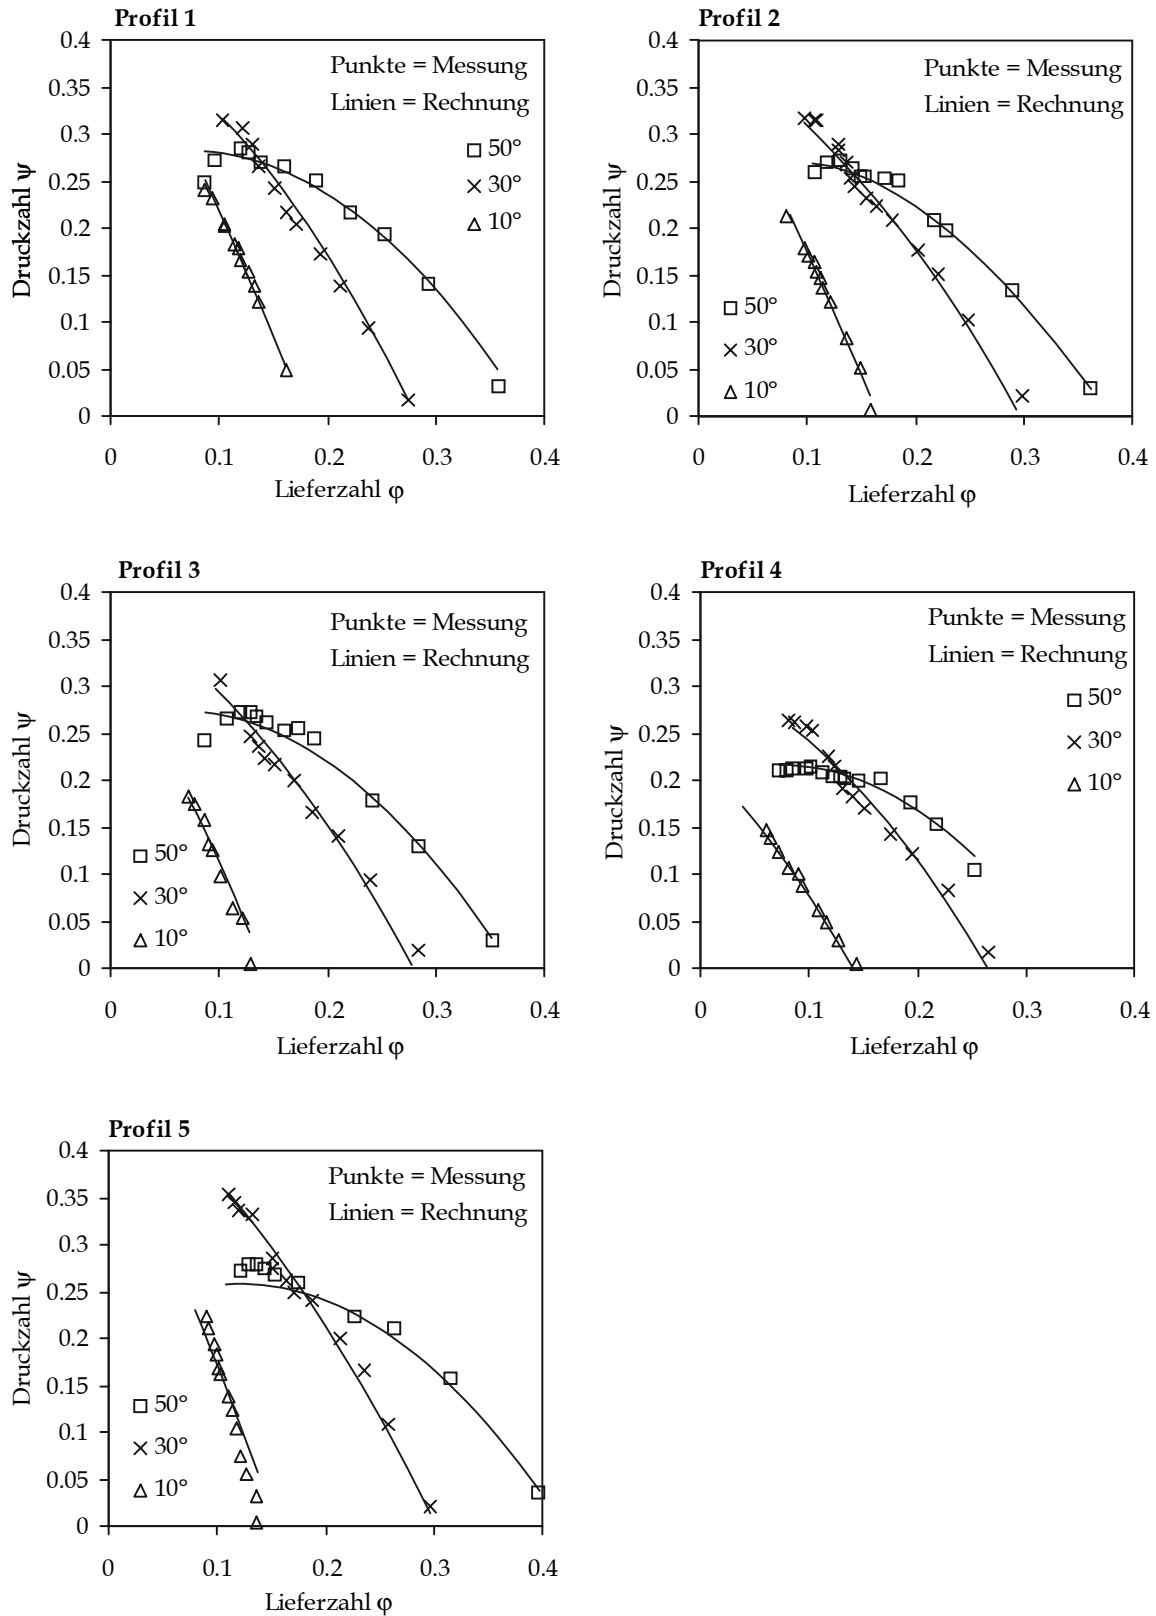 Profil 1
0.4
0.35
0.3
0.25
0.2
0.15
0.1
0.05
0
Druckzahl ψ
Punkte = Messung
Linien = Rechnung
50°
30°
10°
0 0.1 0.2 0.3 0.4
Lieferzahl φ
Profil 2
0.4
0.35
0.3
0.25
0.2
0.15
0.1
0.05
0
Druckzahl ψ
Punkte = Messung
Linien = Rechnung
50°
30°
10°
0 0.1 0.2 0.3 0.4
Lieferzahl φ
Profil 3
0.4
0.35
0.3
0.25
0.2
0.15
0.1
0.05
0
Druckzahl ψ
Punkte = Messung
Linien = Rechnung
50°
30°
10°
0 0.1 0.2 0.3 0.4
Lieferzahl φ
Profil 4
0.4
0.35
0.3
0.25
0.2
0.15
0.1
0.05
0
Druckzahl ψ
Punkte = Messung
Linien = Rechnung
50°
30°
10°
0 0.1 0.2 0.3 0.4
Lieferzahl φ
Profil 5
0.4
0.35
0.3
0.25
0.2
0.15
0.1
0.05
0
Druckzahl ψ
Punkte = Messung
Linien = Rechnung
50°
30°
10°
0 0.1 0.2 0.3 0.4
Lieferzahl φ